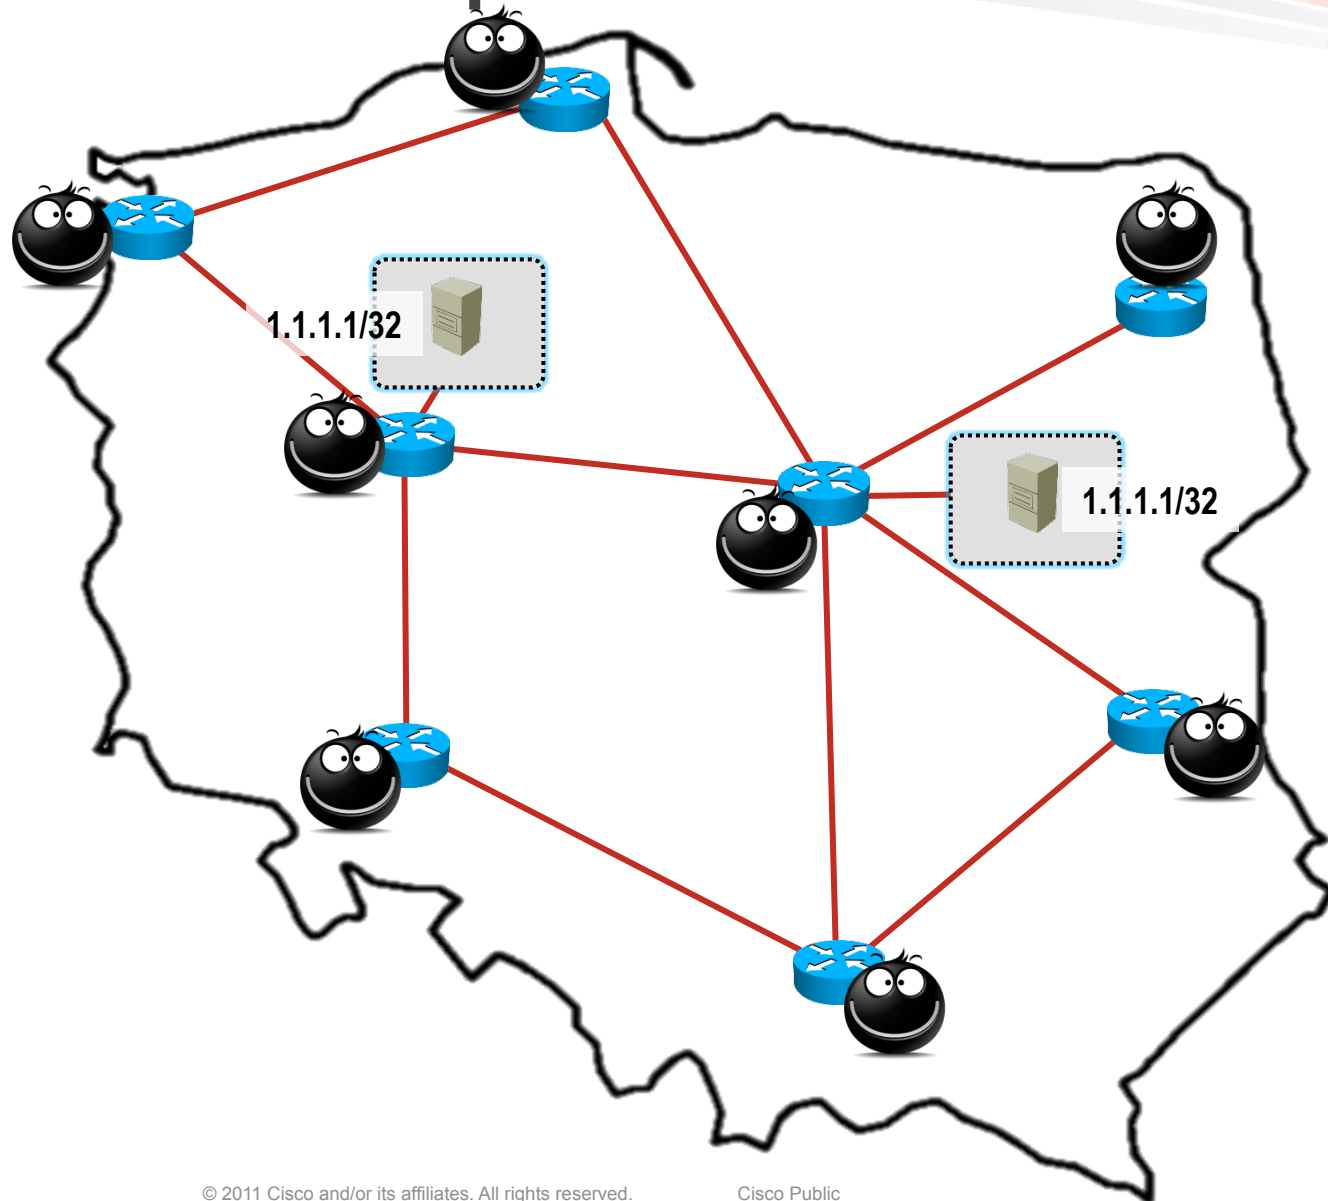 1.1.1.1/32
1.1.1.1/32
© 2011 Cisco and/or its affiliates. All rights reserved. Cisco Public